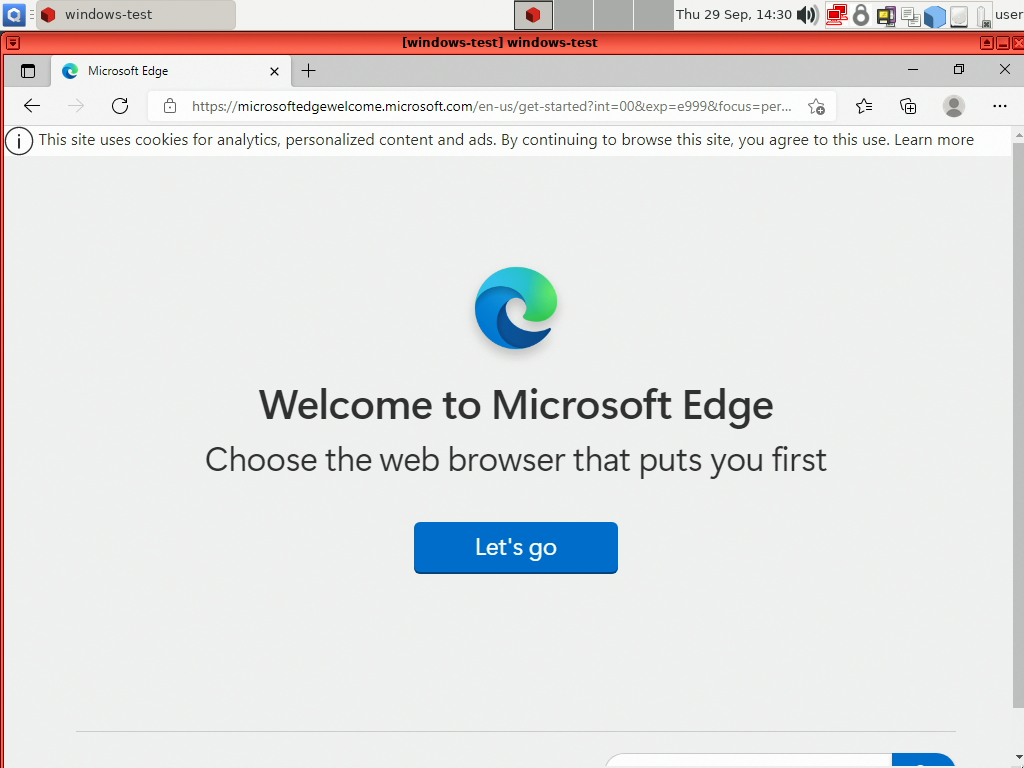 windows-test
Thu 29 Sep, 14:30
user
[windows-test] windows-test
Microsoft Edge
https://microsoftedgewelcome.microsoft.com/en-us/get-started?int=00&exp=e999&focus=per...
This site uses cookies for analytics, personalized content and ads. By continuing to browse this site, you agree to this use. Learn more
Welcome to Microsoft Edge
Choose the web browser that puts you first
Let's go